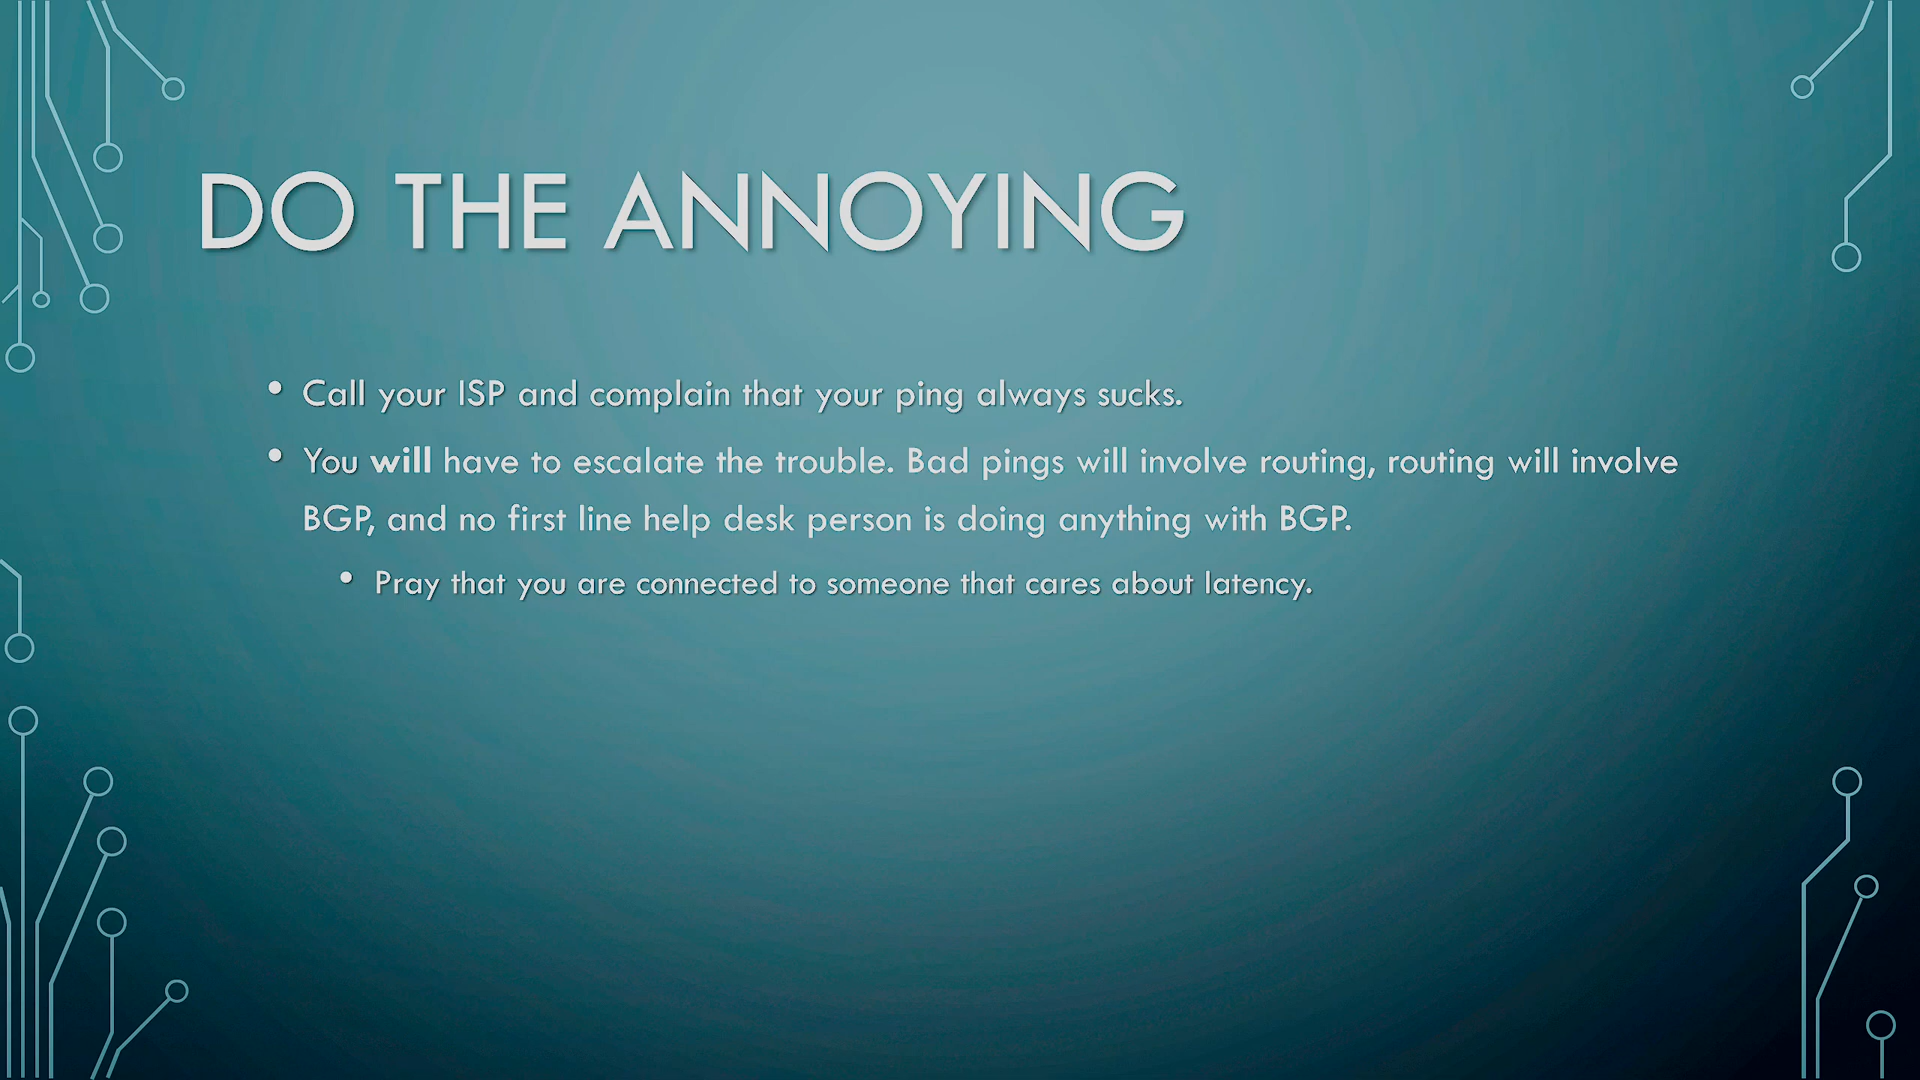 DO THE ANNOYING
• Call your ISP and complain that your ping always sucks.
• You will have to escalate the trouble. Bad pings will involve routing, routing will involve
BGP, and no first line help desk person is doing anything with BGP.
• Pray that you are connected to someone that cares about latency.